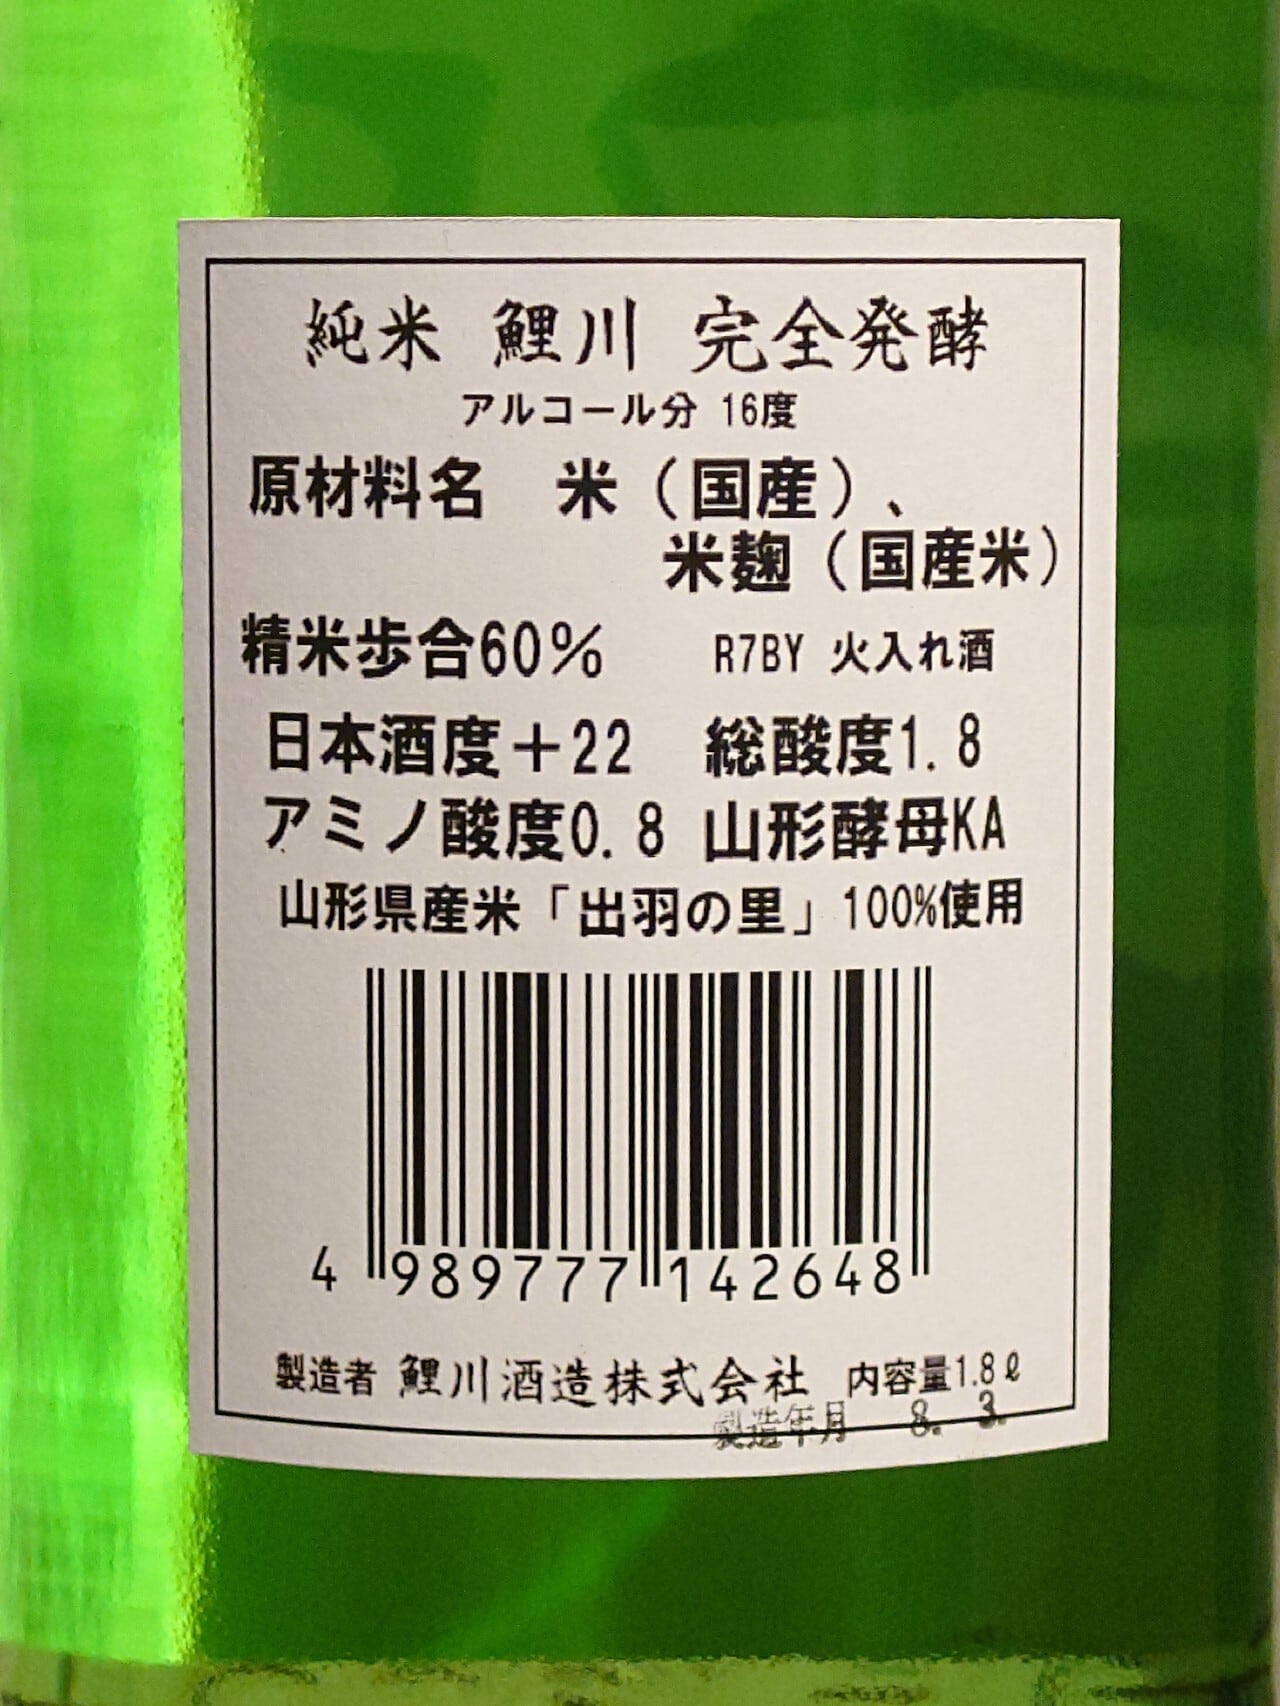 純米 鯉川 完全発酵
アルコール分 16度
原材料名　米（国産）、
米麹（国産米）
精米歩合60%　R7BY 火入れ酒
日本酒度＋22　総酸度1.8
アミノ酸度0.8 山形酵母KA
山形県産米「出羽の里」100%使用
4 989777 142648
製造者 鯉川酒造株式会社 内容量1.8ℓ
製造年月 8. 3.